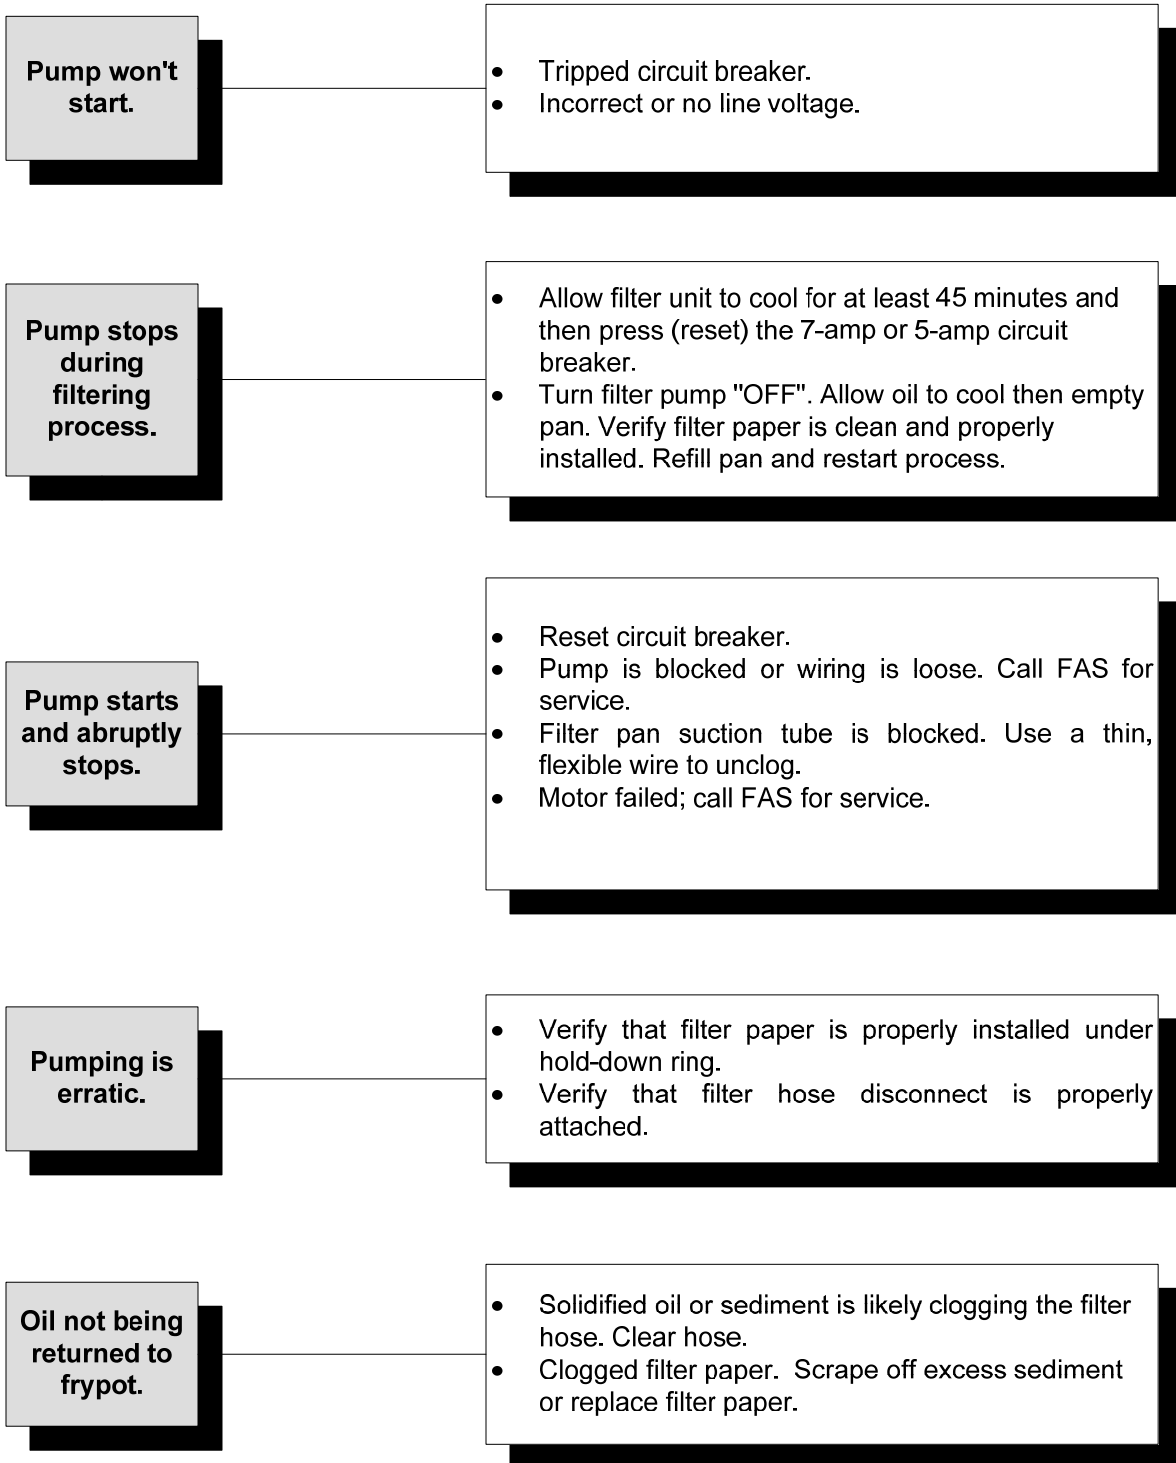 Pump won't
start.
• Tripped circuit breaker.
• Incorrect or no line voltage.
Pump stops
during
filtering
process.
• Allow filter unit to cool for at least 45 minutes and
then press (reset) the 7-amp or 5-amp circuit
breaker.
• Turn filter pump "OFF". Allow oil to cool then empty
pan. Verify filter paper is clean and properly
installed. Refill pan and restart process.
Pump starts
and abruptly
stops.
• Reset circuit breaker.
• Pump is blocked or wiring is loose. Call FAS for
service.
• Filter pan suction tube is blocked. Use a thin,
flexible wire to unclog.
• Motor failed; call FAS for service.
Pumping is
erratic.
• Verify that filter paper is properly installed under
hold-down ring.
• Verify that filter hose disconnect is properly
attached.
Oil not being
returned to
frypot.
• Solidified oil or sediment is likely clogging the filter
hose. Clear hose.
• Clogged filter paper. Scrape off excess sediment
or replace filter paper.